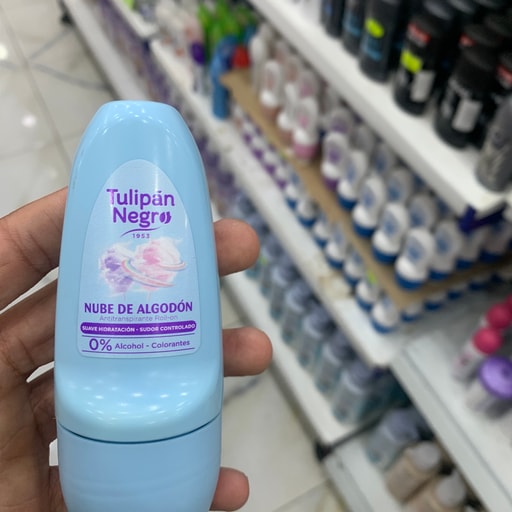 Tulipán
Negro
1953
NUBE DE ALGODÓN
Antitranspirante Roll-on
SUAVE HIDRATACIÓN - SUDOR CONTROLADO
0% Alcohol - Colorantes